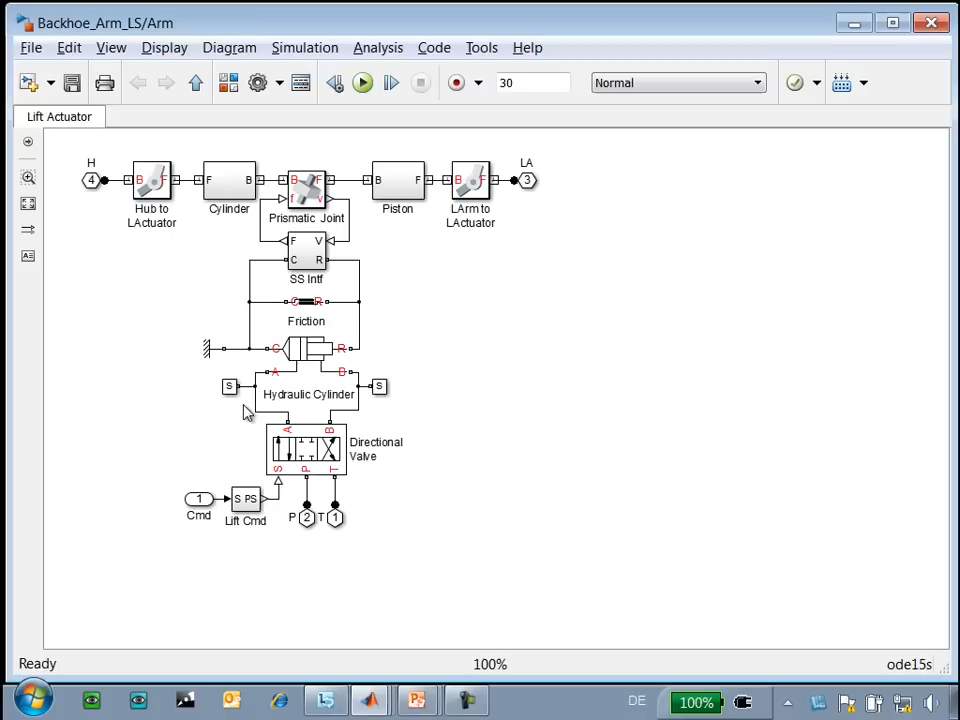 Backhoe_Arm_LS/Arm
File Edit View Display Diagram Simulation Analysis Code Tools Help
30 Normal
Lift Actuator
H LA
4 B F F B B F B F B F 3
f v
Hub to
LActuator
Cylinder
Prismatic Joint
Piston
LArm to
LActuator
F V
C R
SS Intf
C R
Friction
C R
A B
S S
Hydraulic Cylinder
A B
Directional
Valve
S P T
1 S PS
Cmd
Lift Cmd
P 2 T 1
Ready 100% ode15s
DE 100%